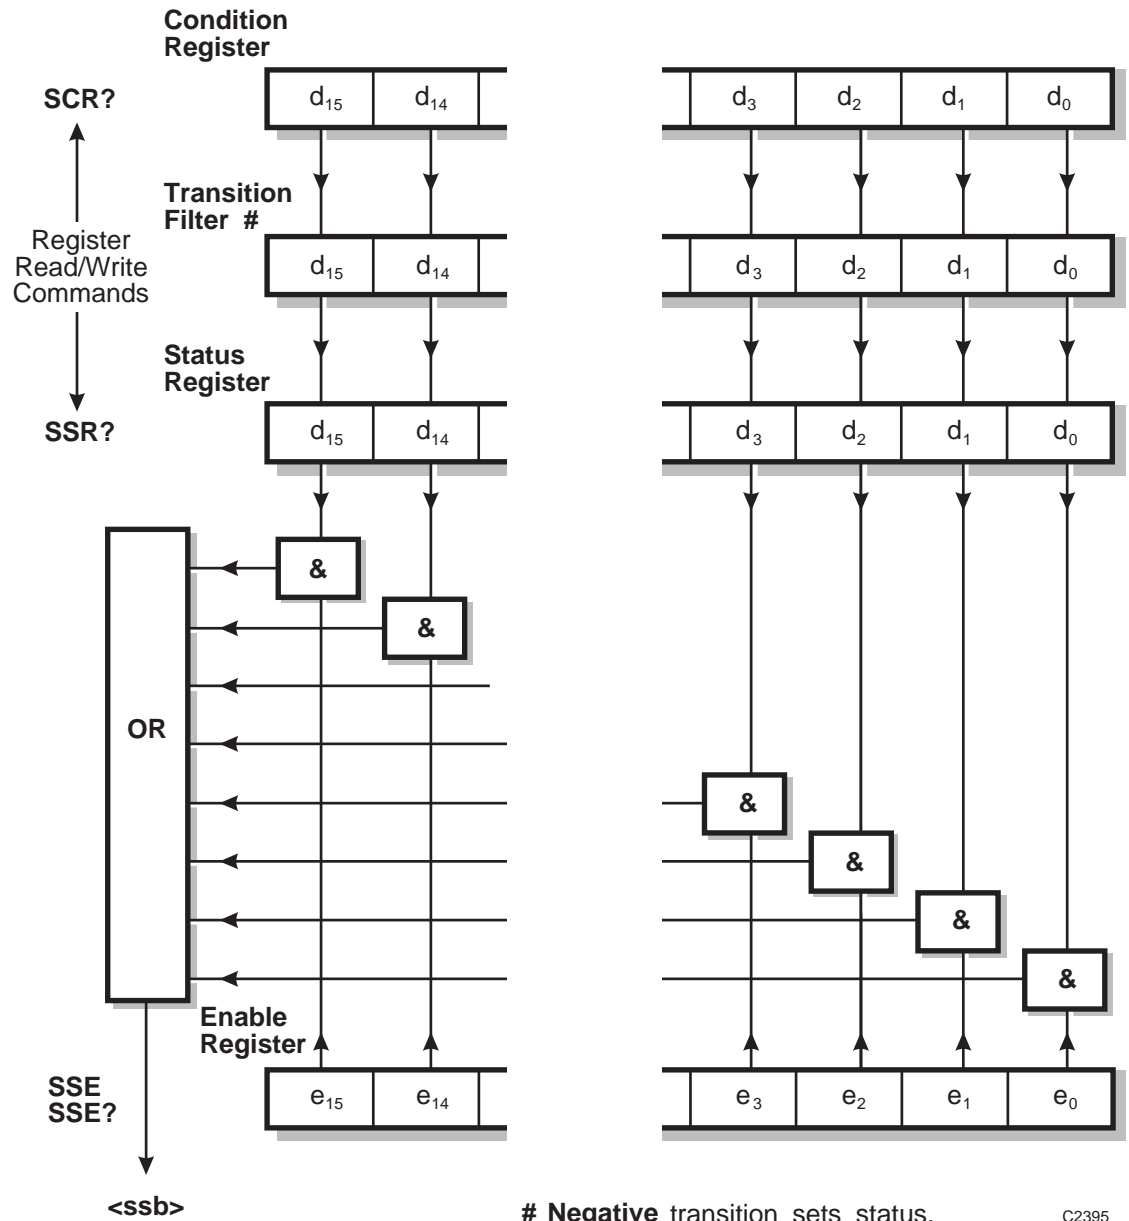 Condition
Register
SCR?
d15 d14 d3 d2 d1 d0
Transition
Filter #
Register
Read/Write
Commands
d15 d14 d3 d2 d1 d0
Status
Register
SSR?
d15 d14 d3 d2 d1 d0
&
&
OR
&
&
&
&
Enable
Register
SSE
SSE?
e15 e14 e3 e2 e1 e0
<ssb>
# Negative transition sets status.
C2395